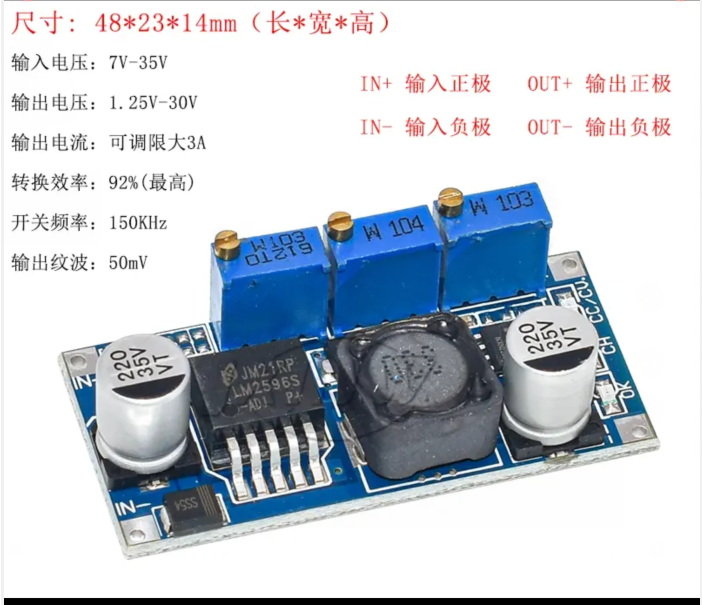 尺寸: 48*23*14mm（长*宽*高）
输入电压：7V-35V
输出电压：1.25V-30V
输出电流：可调限大3A
转换效率：92%(最高)
开关频率：150KHz
输出纹波：50mV
IN+ 输入正极 OUT+ 输出正极
IN- 输入负极 OUT- 输出负极
W103
612TO
W 104
W 103
CC/CV.
CH
OK
IN-
220
35V
VT
JM21RP
LM2596S
-ADJ P+
220
35V
VT
IN-
SS54